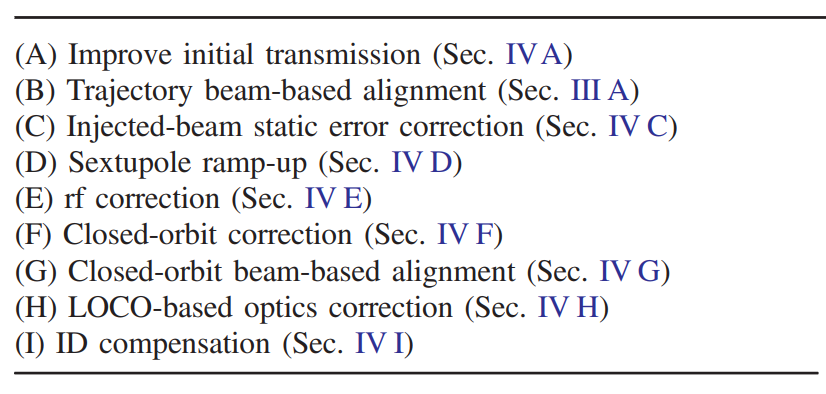 (A) Improve initial transmission (Sec. IV A)
(B) Trajectory beam-based alignment (Sec. III A)
(C) Injected-beam static error correction (Sec. IV C)
(D) Sextupole ramp-up (Sec. IV D)
(E) rf correction (Sec. IV E)
(F) Closed-orbit correction (Sec. IV F)
(G) Closed-orbit beam-based alignment (Sec. IV G)
(H) LOCO-based optics correction (Sec. IV H)
(I) ID compensation (Sec. IV I)